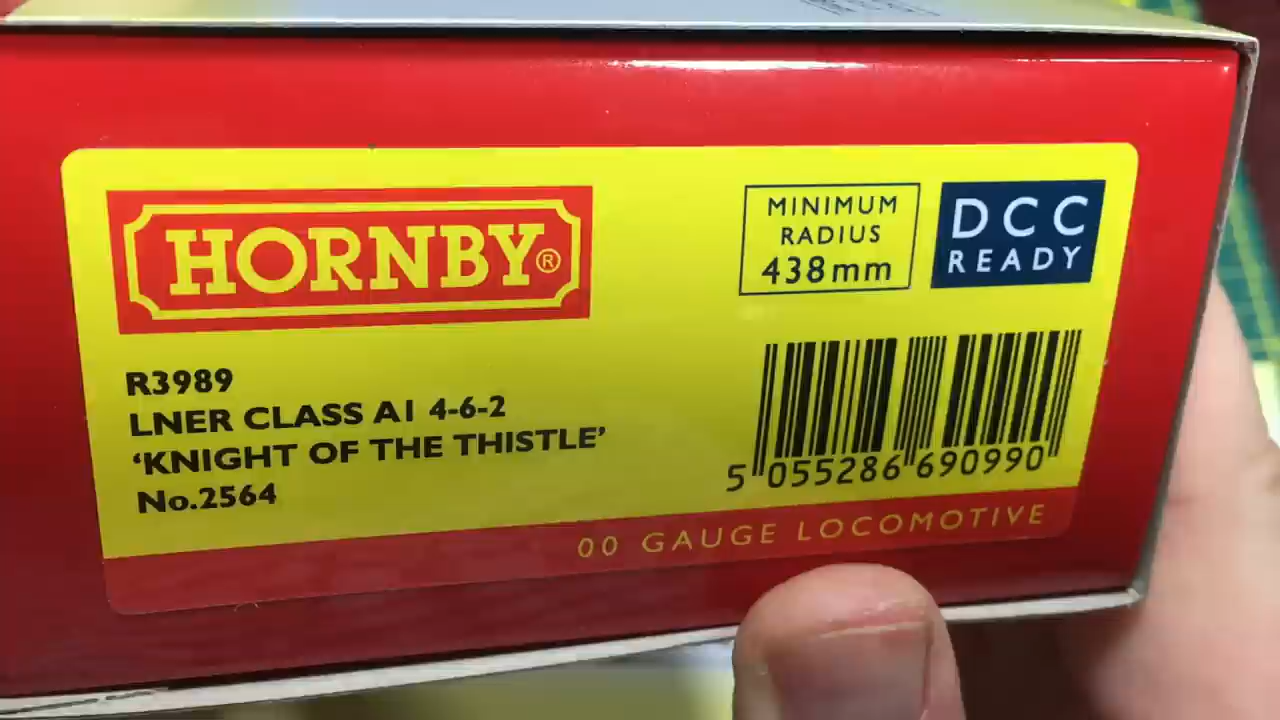 HORNBY®
MINIMUM
RADIUS
438mm
DCC
READY
R3989
LNER CLASS A1 4-6-2
‘KNIGHT OF THE THISTLE’
No.2564
5 055286 690990
00 GAUGE LOCOMOTIVE